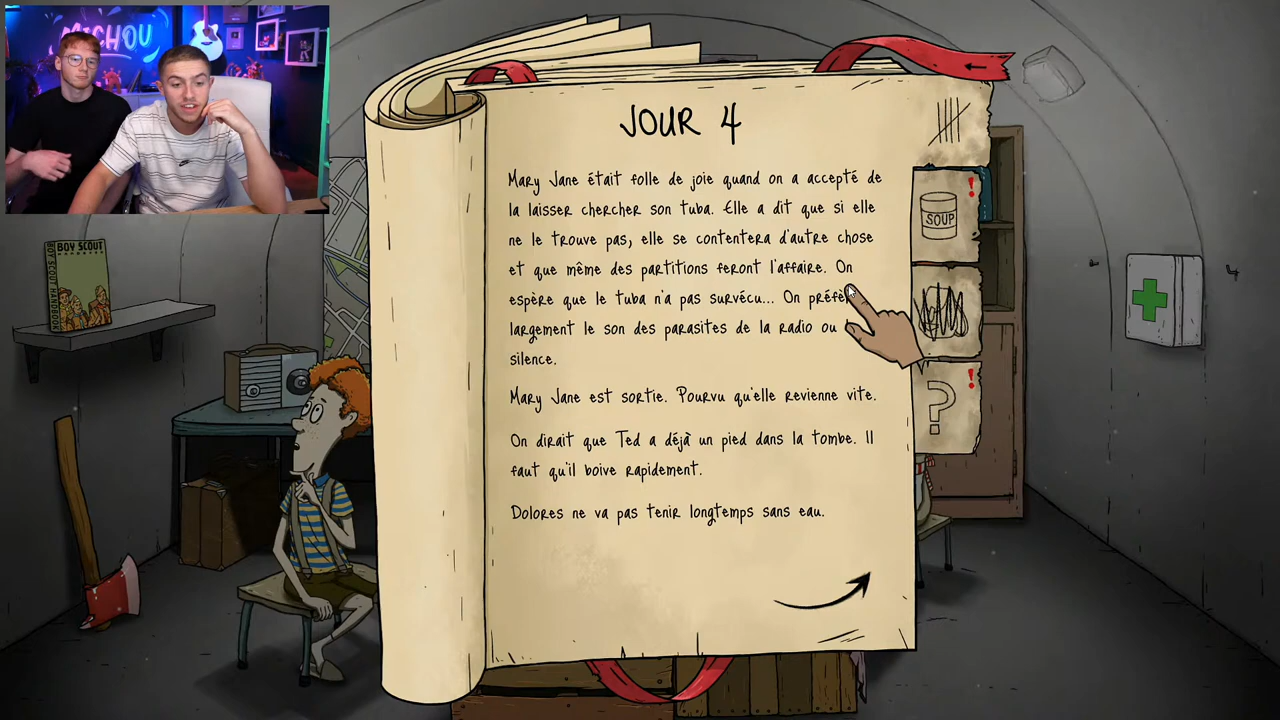 MICHOU
JOUR 4
Mary Jane était folle de joie quand on a accepté de
la laisser chercher son tuba. Elle a dit que si elle
ne le trouve pas, elle se contentera d'autre chose
et que même des partitions feront l'affaire. On
espère que le tuba n'a pas survécu... On
largement le son des parasites de la radio ou
silence.
Mary Jane est sortie. Pourvu qu'elle revienne vite.
On dirait que Ted a déjà un pied dans la tombe. Il
faut qu'il boive rapidement.
Dolores ne va pas tenir longtemps sans eau.
!
SOUP
!
?
BOY SCOUT
BOY SCOUT HANDBOOK